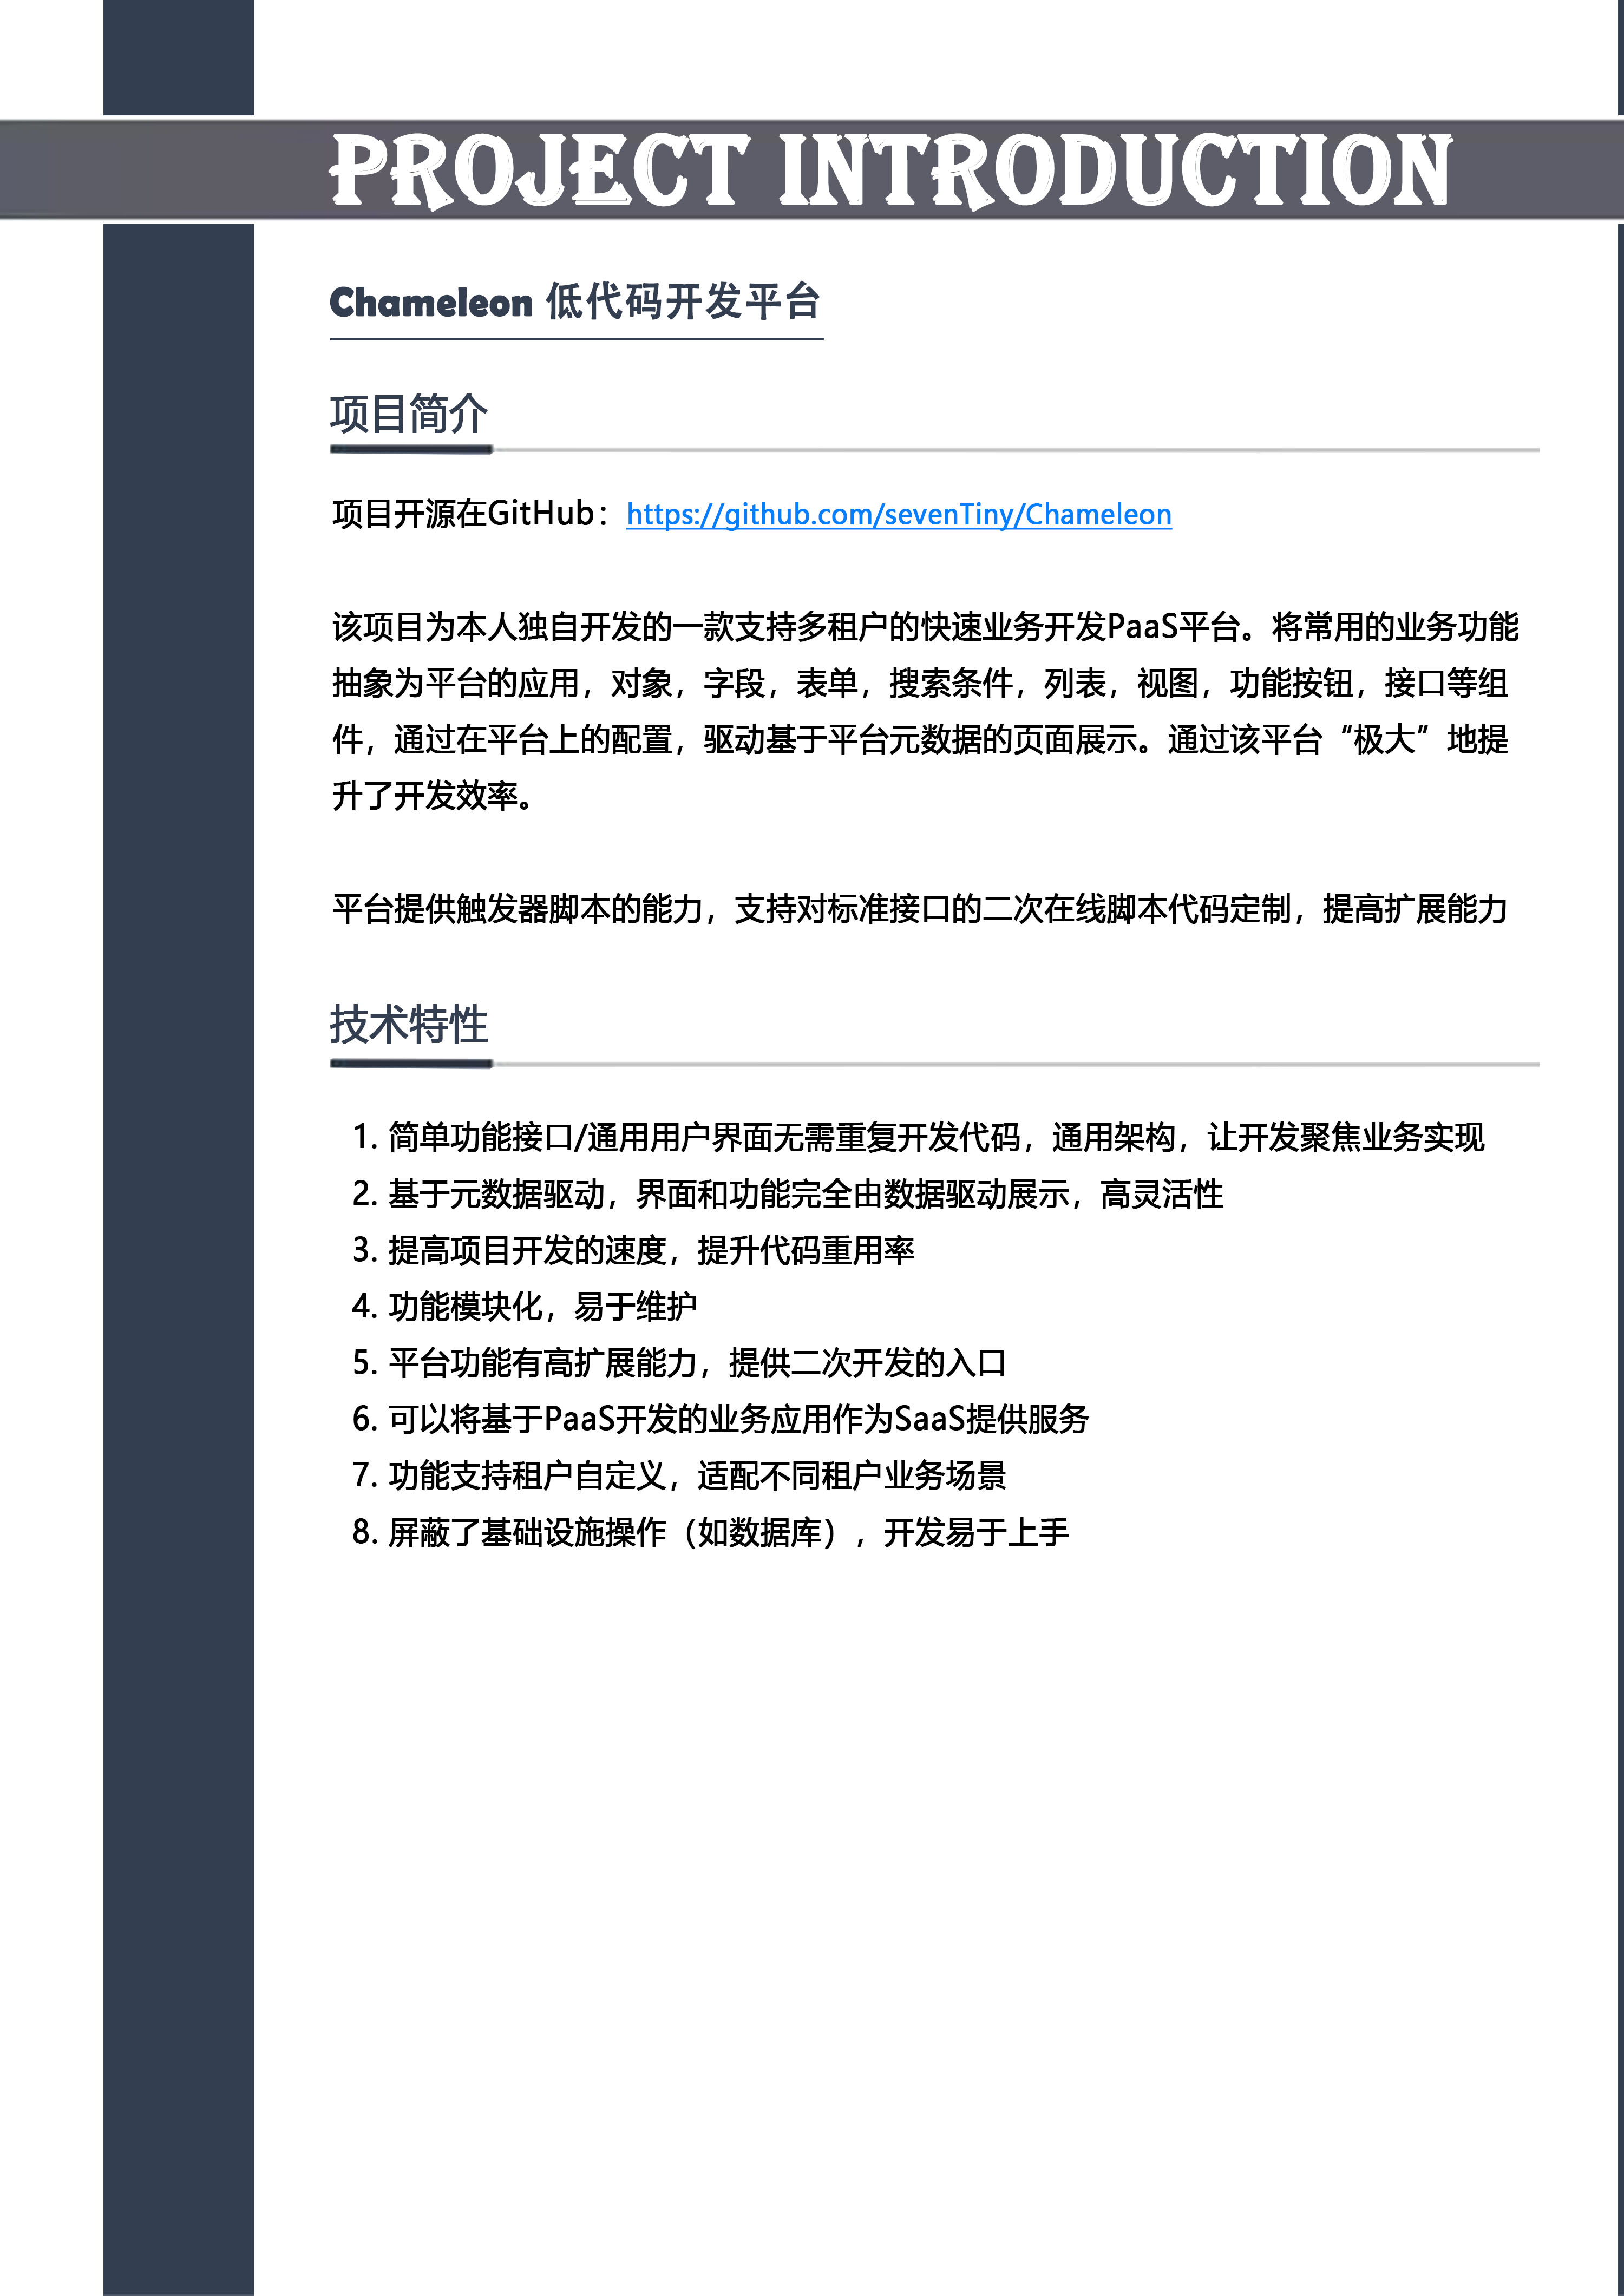 PROJECT INTRODUCTION
Chameleon 低代码开发平台
项目简介
项目开源在GitHub：https://github.com/sevenTiny/Chameleon
该项目为本人独自开发的一款支持多租户的快速业务开发PaaS平台。将常用的业务功能
抽象为平台的应用，对象，字段，表单，搜索条件，列表，视图，功能按钮，接口等组
件，通过在平台上的配置，驱动基于平台元数据的页面展示。通过该平台“极大”地提
升了开发效率。
平台提供触发器脚本的能力，支持对标准接口的二次在线脚本代码定制，提高扩展能力
技术特性
1. 简单功能接口/通用用户界面无需重复开发代码，通用架构，让开发聚焦业务实现
2. 基于元数据驱动，界面和功能完全由数据驱动展示，高灵活性
3. 提高项目开发的速度，提升代码重用率
4. 功能模块化，易于维护
5. 平台功能有高扩展能力，提供二次开发的入口
6. 可以将基于PaaS开发的业务应用作为SaaS提供服务
7. 功能支持租户自定义，适配不同租户业务场景
8. 屏蔽了基础设施操作（如数据库），开发易于上手